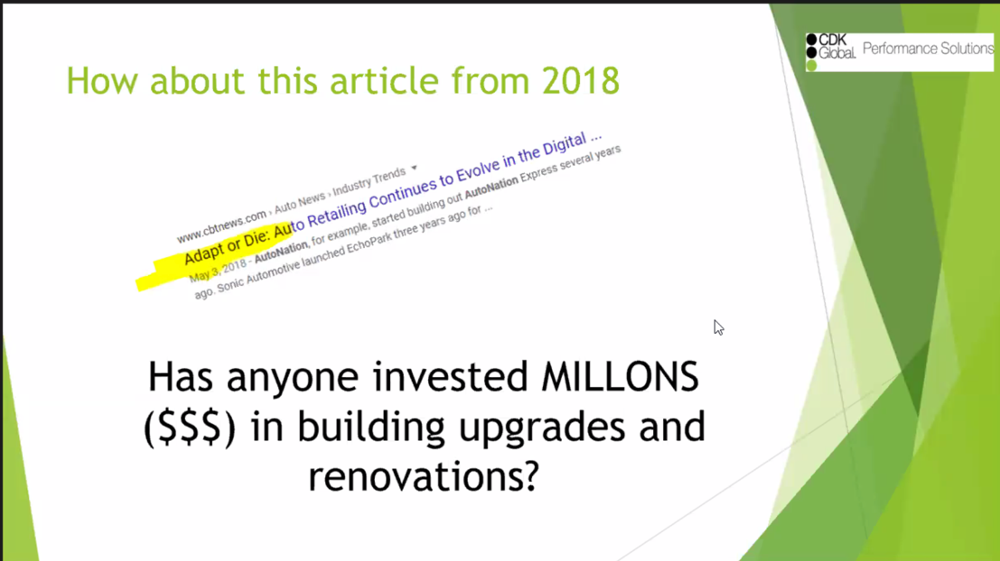 CDK
Global.
Performance Solutions
How about this article from 2018
www.cbtnews.com › Auto News › Industry Trends
Adapt or Die: Auto Retailing Continues to Evolve in the Digital ...
May 3, 2018 - AutoNation, for example, started building out AutoNation Express several years
ago. Sonic Automotive launched EchoPark three years ago for ...
Has anyone invested MILLONS
($$$) in building upgrades and
renovations?